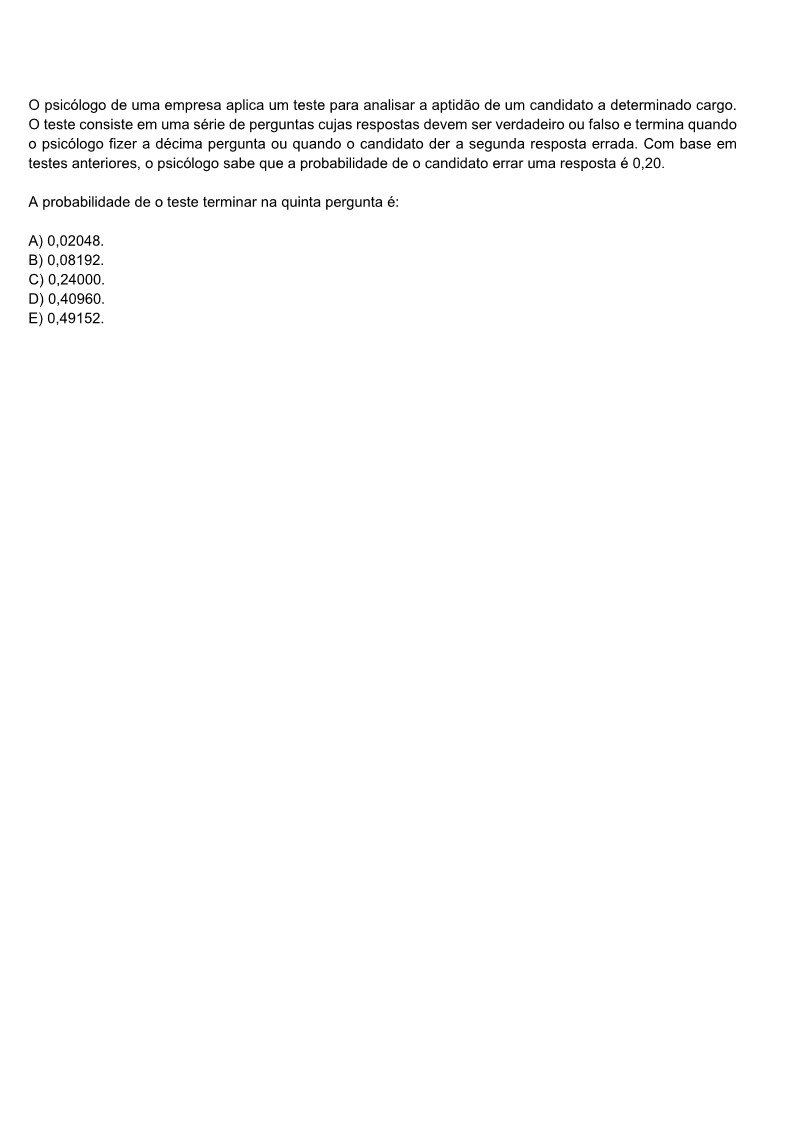 O psicólogo de uma empresa aplica um teste para analisar a aptidão de um candidato a determinado cargo.
O teste consiste em uma série de perguntas cujas respostas devem ser verdadeiro ou falso e termina quando
o psicólogo fizer a décima pergunta ou quando o candidato der a segunda resposta errada. Com base em
testes anteriores, o psicólogo sabe que a probabilidade de o candidato errar uma resposta é 0,20.
A probabilidade de o teste terminar na quinta pergunta é:
A) 0,02048.
B) 0,08192.
C) 0,24000.
D) 0,40960.
E) 0,49152.